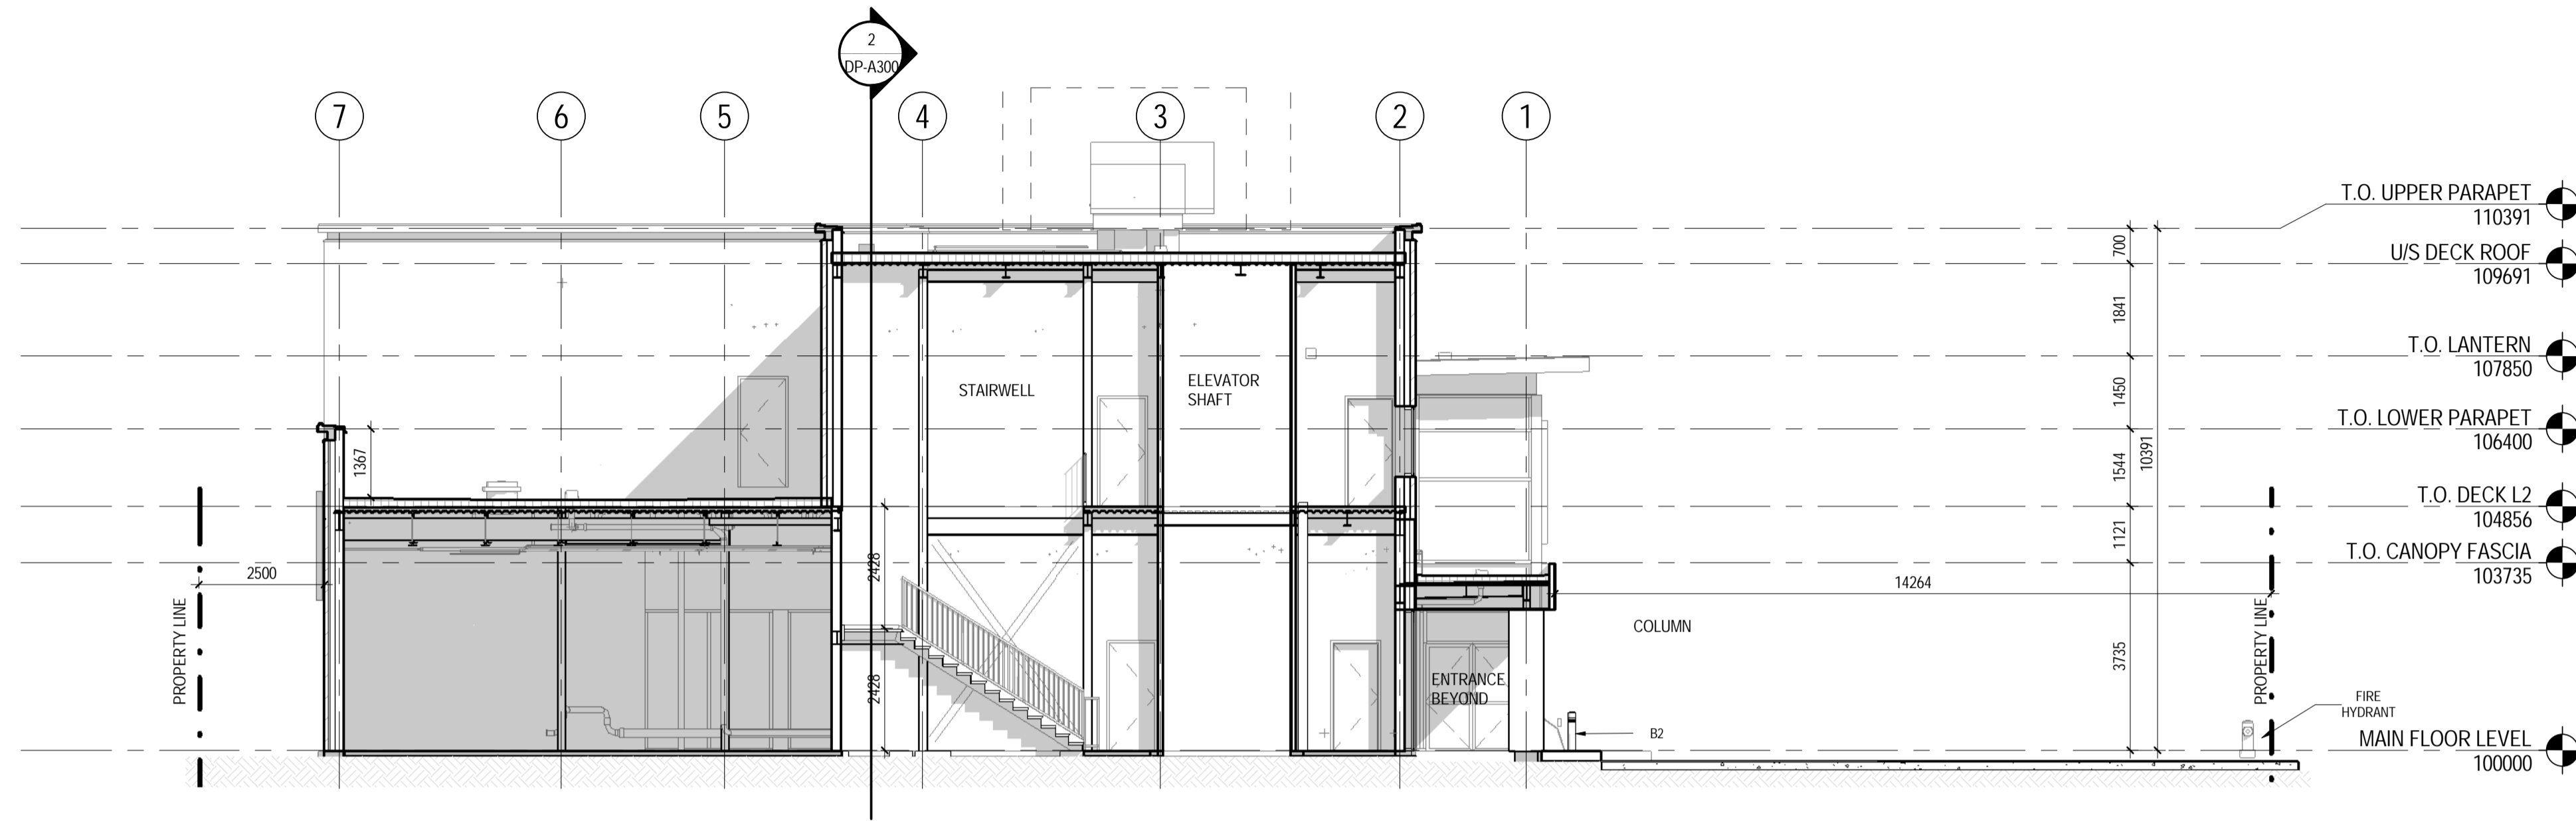 2
DP-A300
7
6
5
4
3
2
1
T.O. UPPER PARAPET
110391
U/S DECK ROOF
109691
T.O. LANTERN
107850
T.O. LOWER PARAPET
106400
T.O. DECK L2
104856
T.O. CANOPY FASCIA
103735
MAIN FLOOR LEVEL
100000
700
1841
1450
1544
1121
3735
10391
STAIRWELL
ELEVATOR
SHAFT
1367
2500
2428
2428
14264
PROPERTY LINE
COLUMN
ENTRANCE
BEYOND
B2
PROPERTY LINE
FIRE
HYDRANT